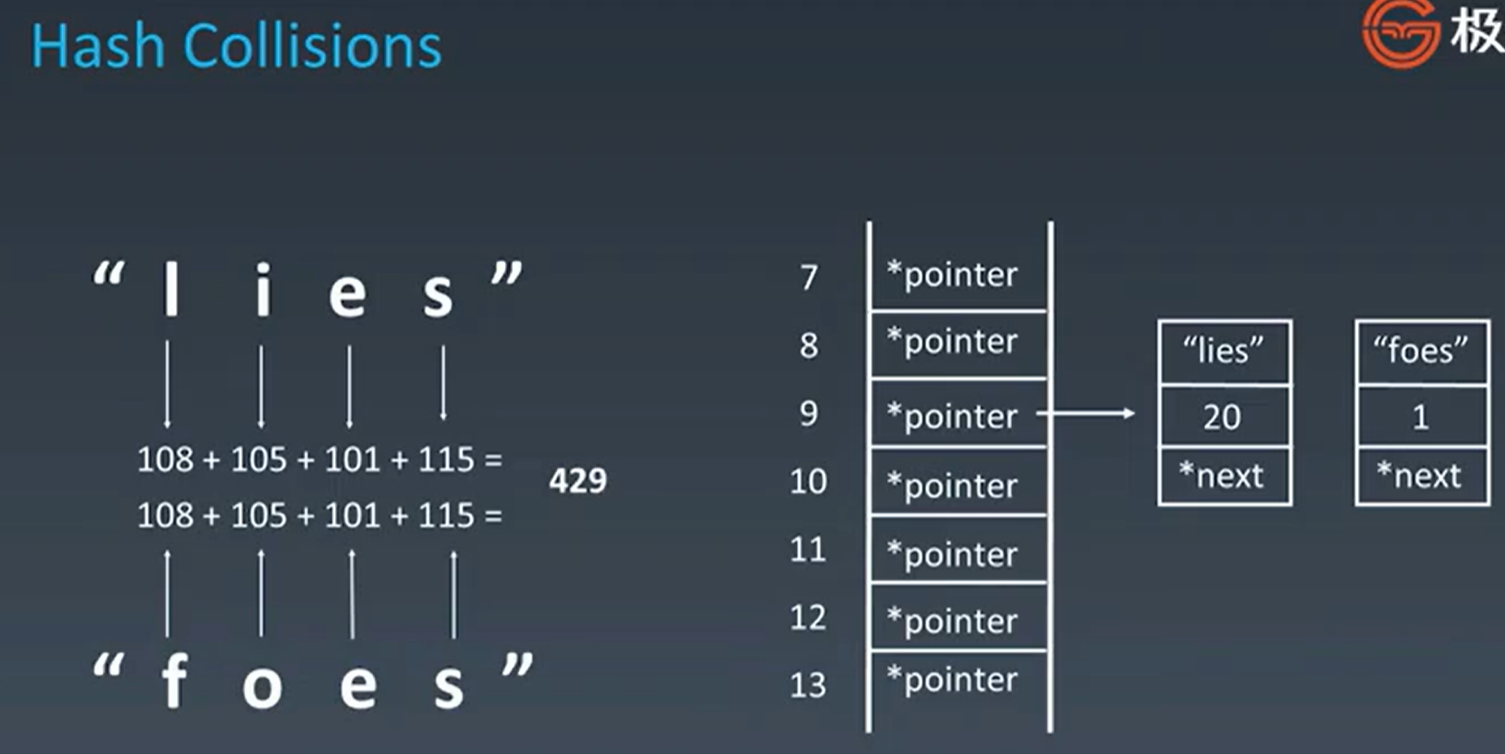 Hash Collisions
极
“ l i e s ”
108 + 105 + 101 + 115 =
429
108 + 105 + 101 + 115 =
“ f o e s ”
7 *pointer
8 *pointer
9 *pointer
10 *pointer
11 *pointer
12 *pointer
13 *pointer
“lies”
20
*next
“foes”
1
*next